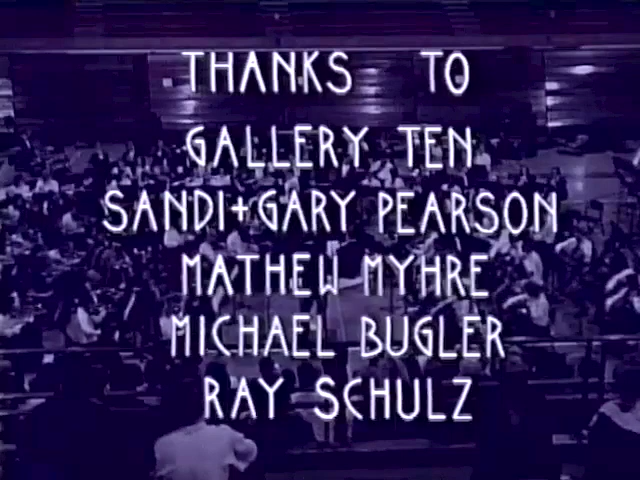 THANKS TO
GALLERY TEN
SANDI+GARY PEARSON
MATHEW MYHRE
MICHAEL BUGLER
RAY SCHULZ